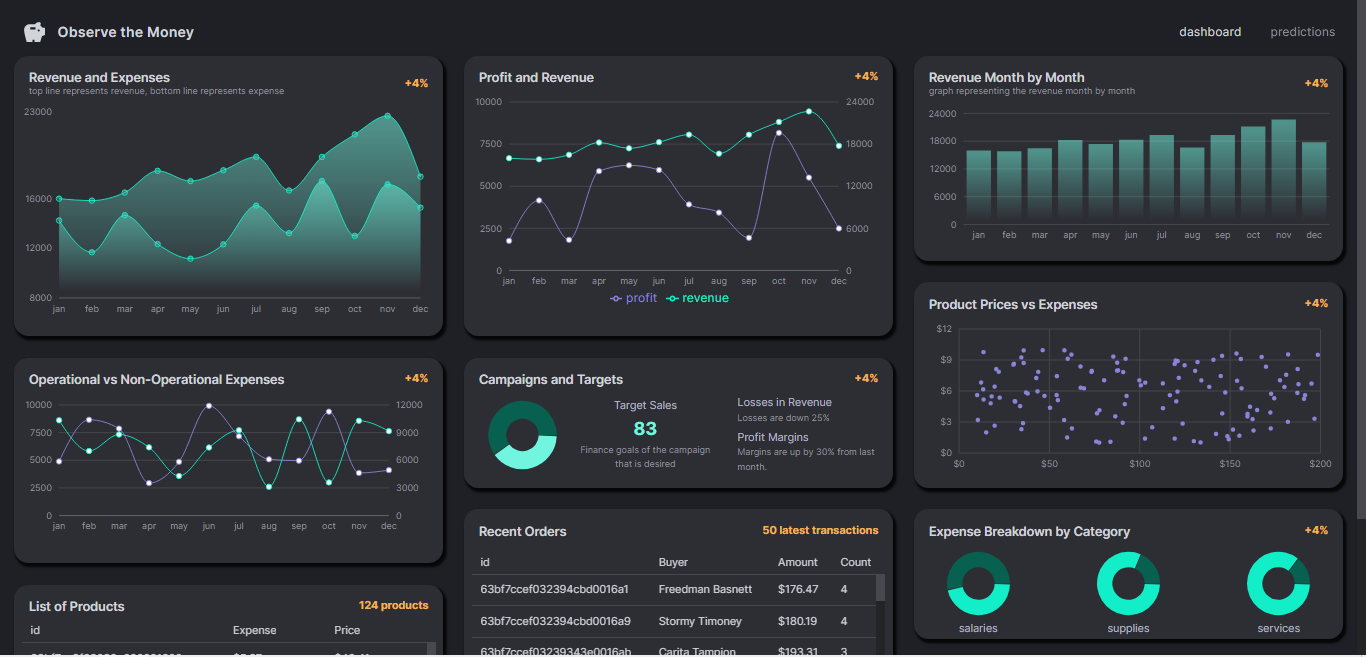 Observe the Money
dashboard predictions
Revenue and Expenses
top line represents revenue, bottom line represents expense
+4%
23000
16000
12000
8000
jan feb mar apr may jun jul aug sep oct nov dec
Operational vs Non-Operational Expenses
+4%
10000 12000
7500 9000
5000 6000
2500 3000
0 0
jan feb mar apr may jun jul aug sep oct nov dec
List of Products
124 products
id Expense Price
Profit and Revenue
+4%
10000 24000
7500 18000
5000 12000
2500 6000
0 0
jan feb mar apr may jun jul aug sep oct nov dec
profit revenue
Campaigns and Targets
+4%
Target Sales
83
Finance goals of the campaign
that is desired
Losses in Revenue
Losses are down 25%
Profit Margins
Margins are up by 30% from last
month.
Recent Orders
50 latest transactions
id Buyer Amount Count
63bf7ccef032394cbd0016a1 Freedman Basnett $176.47 4
63bf7ccef032394cbd0016a9 Stormy Timoney $180.19 4
63bf7ccef03239343e0016ab Carita Tampion $193.31 3
Revenue Month by Month
graph representing the revenue month by month
+4%
24000
18000
12000
6000
0
jan feb mar apr may jun jul aug sep oct nov dec
Product Prices vs Expenses
+4%
$12
$9
$6
$3
$0
$0 $50 $100 $150 $200
Expense Breakdown by Category
+4%
salaries supplies services